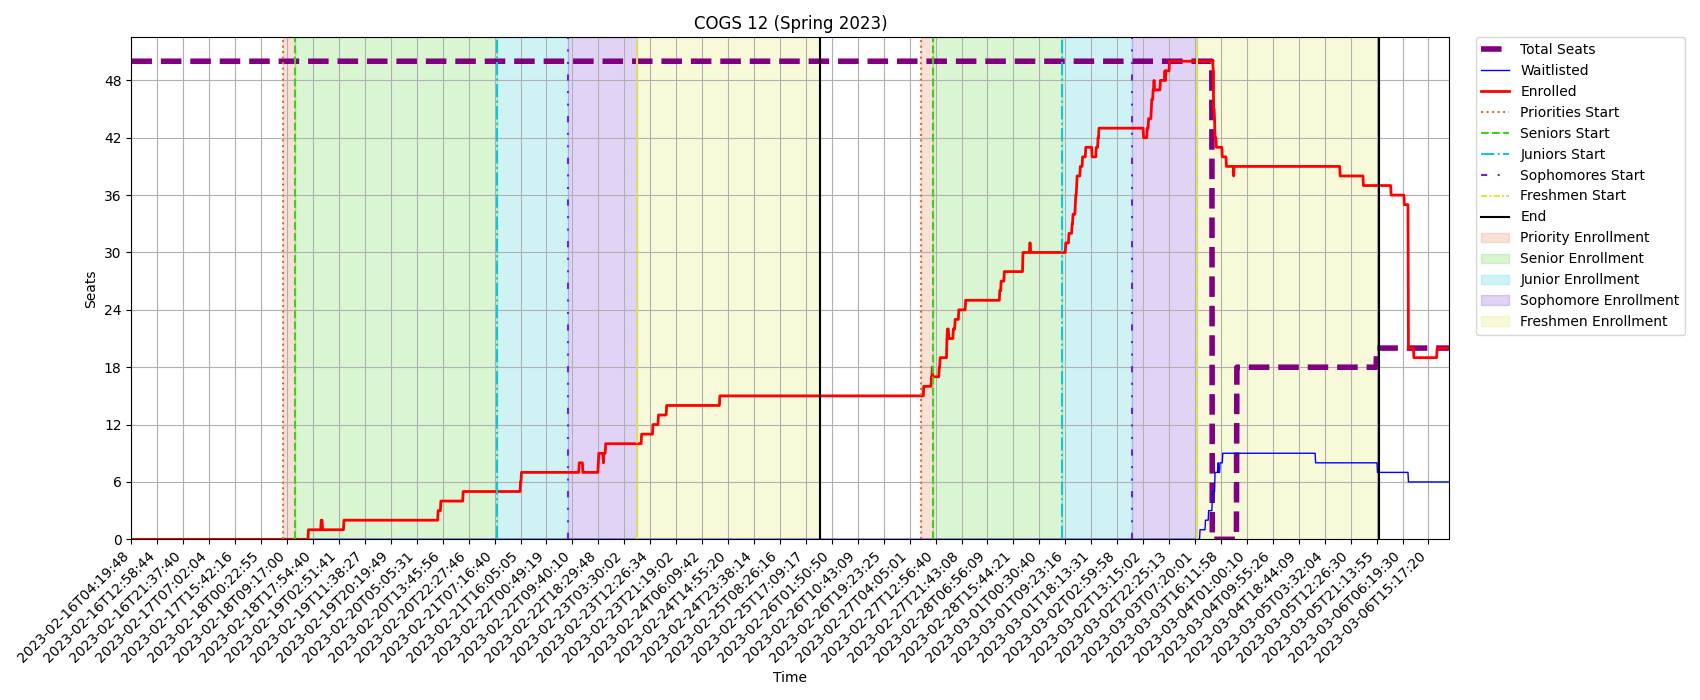 COGS 12 (Spring 2023)
Seats
48
42
36
30
24
18
12
6
0
2023-02-16T04:19:48
2023-02-16T12:58:44
2023-02-16T21:37:40
2023-02-17T07:02:04
2023-02-17T15:42:16
2023-02-18T00:22:55
2023-02-18T09:17:00
2023-02-18T17:54:40
2023-02-19T02:51:41
2023-02-19T11:38:27
2023-02-19T20:19:49
2023-02-20T05:05:31
2023-02-20T13:45:56
2023-02-20T22:27:46
2023-02-21T07:16:40
2023-02-21T16:05:05
2023-02-22T00:49:19
2023-02-22T09:40:16
2023-02-22T18:29:48
2023-02-23T03:30:02
2023-02-23T12:26:34
2023-02-23T21:19:02
2023-02-24T06:09:42
2023-02-24T14:55:20
2023-02-24T23:38:14
2023-02-25T08:26:16
2023-02-25T17:09:17
2023-02-26T01:50:50
2023-02-26T10:43:09
2023-02-26T19:23:25
2023-02-27T04:05:01
2023-02-27T12:56:40
2023-02-27T21:43:08
2023-02-28T06:56:09
2023-02-28T15:44:21
2023-03-01T00:30:40
2023-03-01T09:23:16
2023-03-01T18:13:31
2023-03-02T02:59:58
2023-03-02T13:15:02
2023-03-02T22:25:13
2023-03-03T07:20:01
2023-03-03T16:11:58
2023-03-04T01:00:10
2023-03-04T09:55:26
2023-03-04T18:44:09
2023-03-05T03:32:04
2023-03-05T12:26:30
2023-03-05T21:13:55
2023-03-06T06:19:30
2023-03-06T15:17:20
Time
Total Seats
Waitlisted
Enrolled
Priorities Start
Seniors Start
Juniors Start
Sophomores Start
Freshmen Start
End
Priority Enrollment
Senior Enrollment
Junior Enrollment
Sophomore Enrollment
Freshmen Enrollment